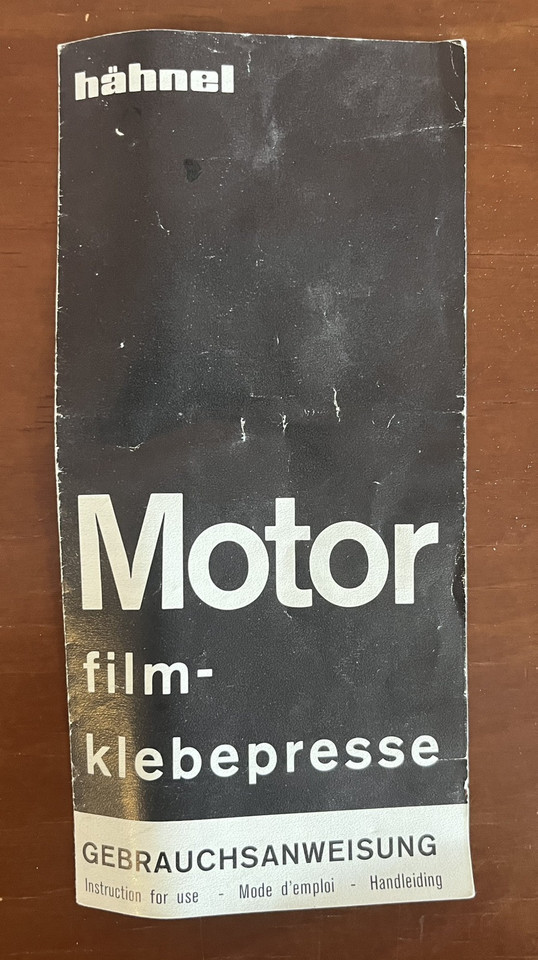 hähnel
Motor
film-
klebepresse
GEBRAUCHSANWEISUNG
Instruction for use - Mode d'emploi - Handleiding